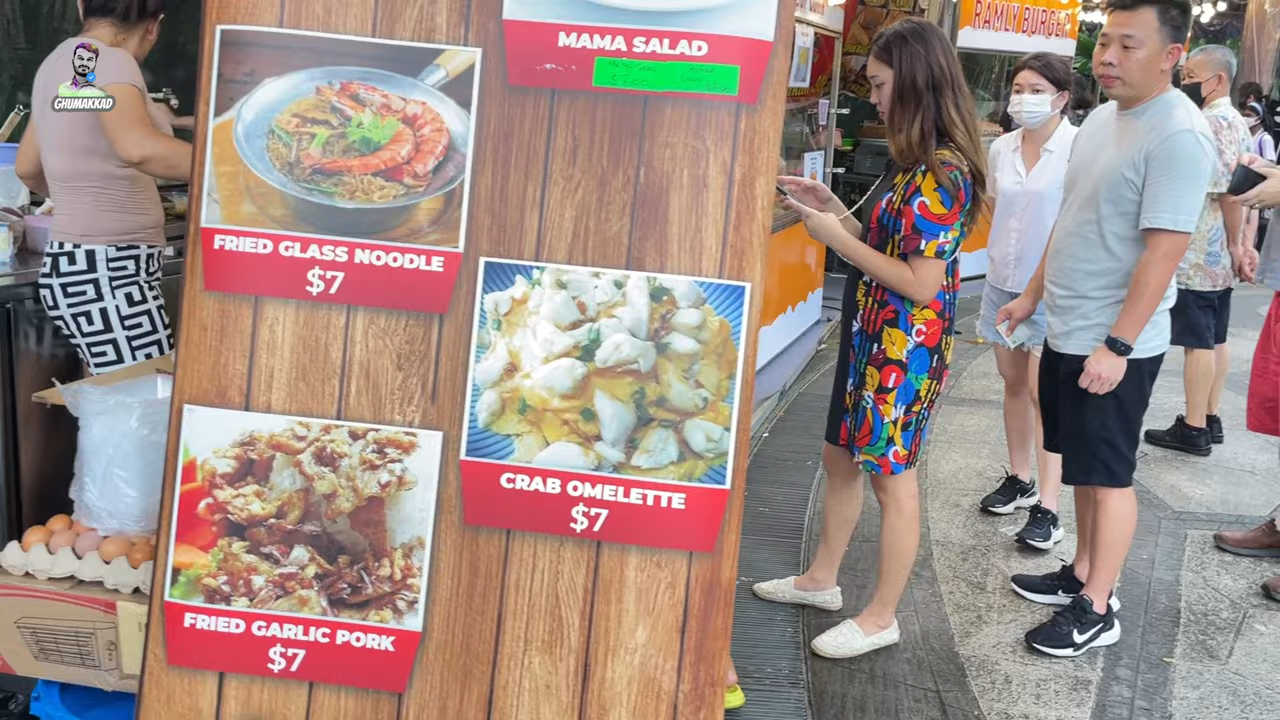 GHUMAKKAD
MAMA SALAD
RAMLY BURGER
FRIED GLASS NOODLE
$7
CRAB OMELETTE
$7
FRIED GARLIC PORK
$7